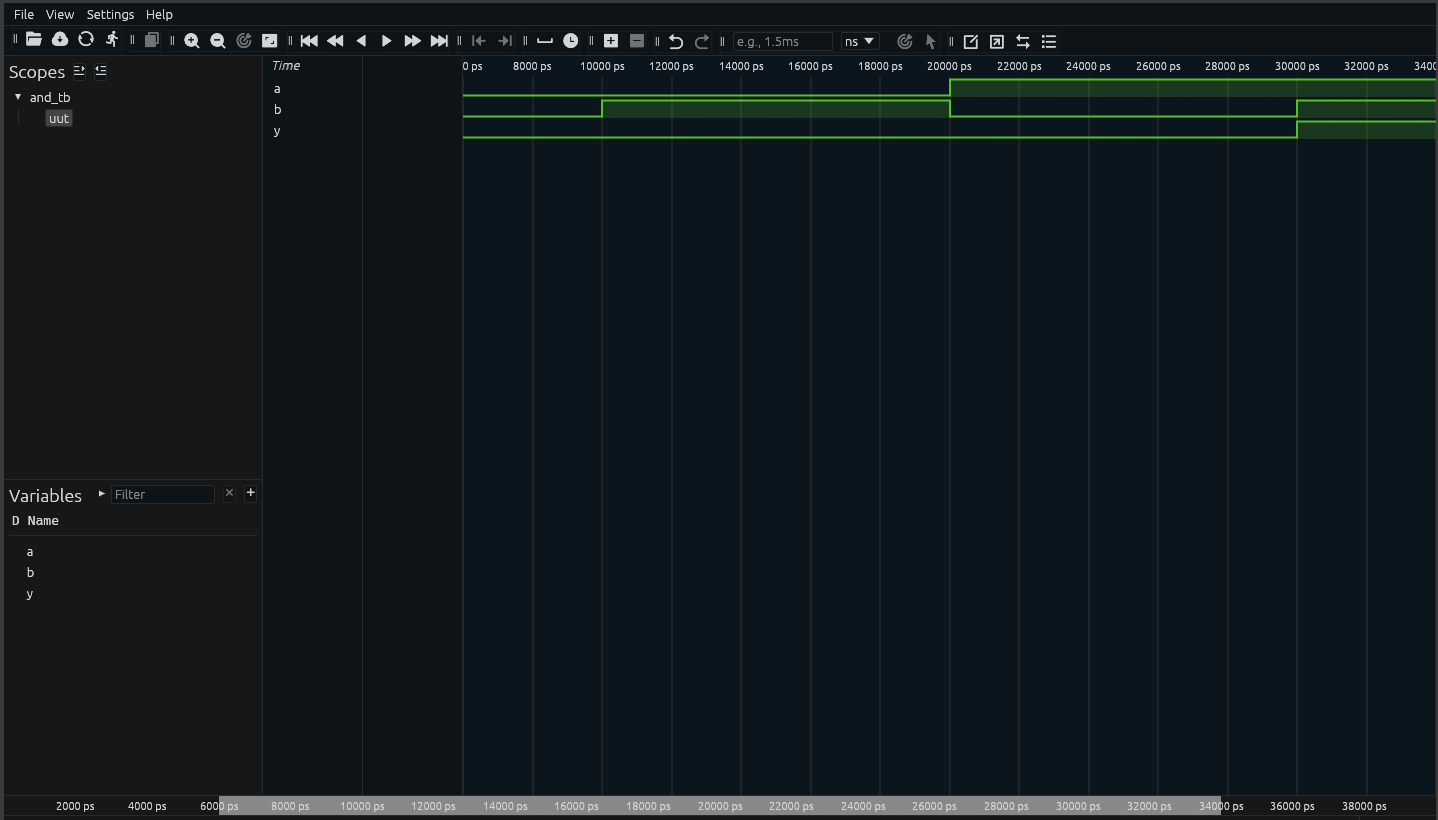 File View Settings Help
e.g., 1.5ms ns
Scopes
and_tb
uut
Time
0 ps 8000 ps 10000 ps 12000 ps 14000 ps 16000 ps 18000 ps 20000 ps 22000 ps 24000 ps 26000 ps 28000 ps 30000 ps 32000 ps 3400
a
b
y
Variables Filter
D Name
a
b
y
2000 ps 4000 ps 6000 ps 8000 ps 10000 ps 12000 ps 14000 ps 16000 ps 18000 ps 20000 ps 22000 ps 24000 ps 26000 ps 28000 ps 30000 ps 32000 ps 34000 ps 36000 ps 38000 ps